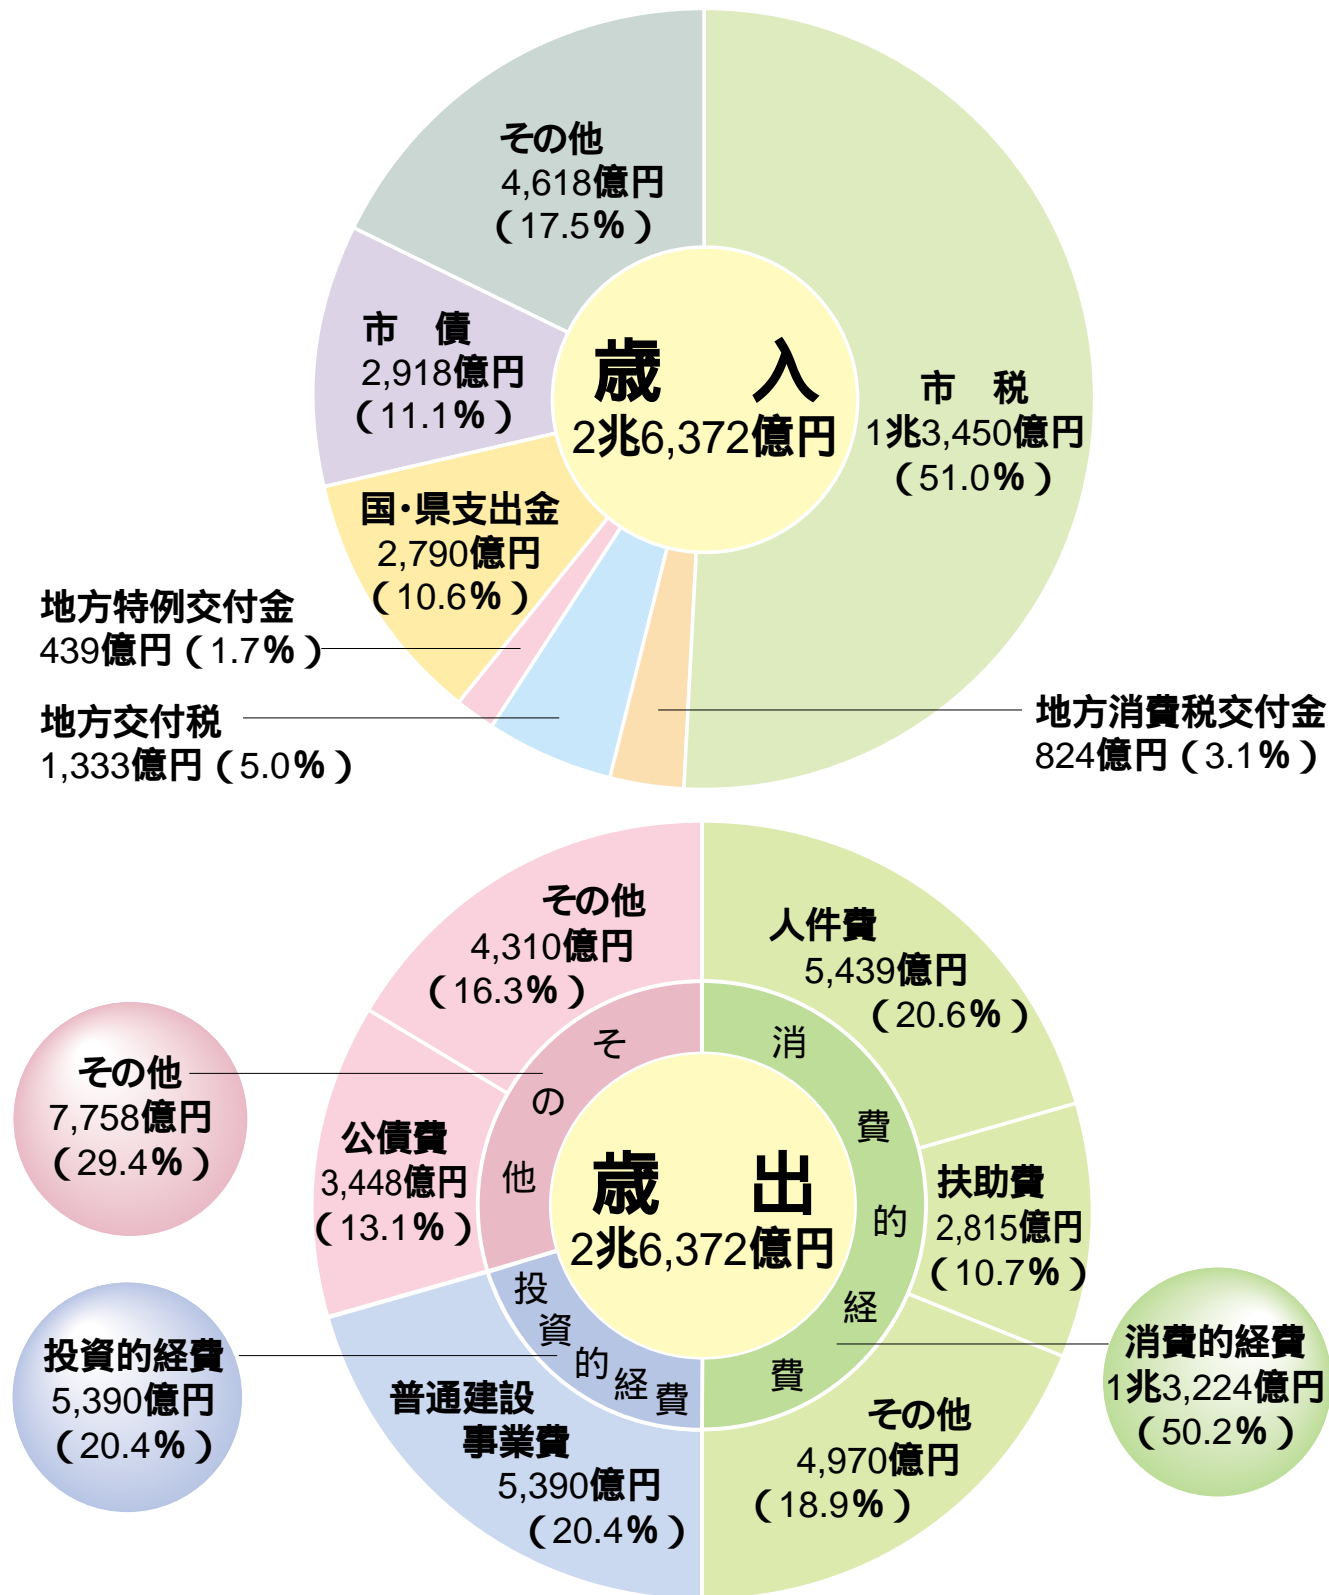 その他
4,618億円
(17.5%)
市 債
2,918億円
(11.1%)
歳 入
2兆6,372億円
市 税
1兆3,450億円
(51.0%)
国・県支出金
2,790億円
(10.6%)
地方特例交付金
439億円(1.7%)
地方交付税
1,333億円(5.0%)
地方消費税交付金
824億円(3.1%)
その他
4,310億円
(16.3%)
人件費
5,439億円
(20.6%)
その他
7,758億円
(29.4%)
その他
消費的経費
公債費
3,448億円
(13.1%)
歳 出
2兆6,372億円
扶助費
2,815億円
(10.7%)
投資的経費
投資的経費
5,390億円
(20.4%)
消費的経費
1兆3,224億円
(50.2%)
普通建設
事業費
5,390億円
(20.4%)
その他
4,970億円
(18.9%)